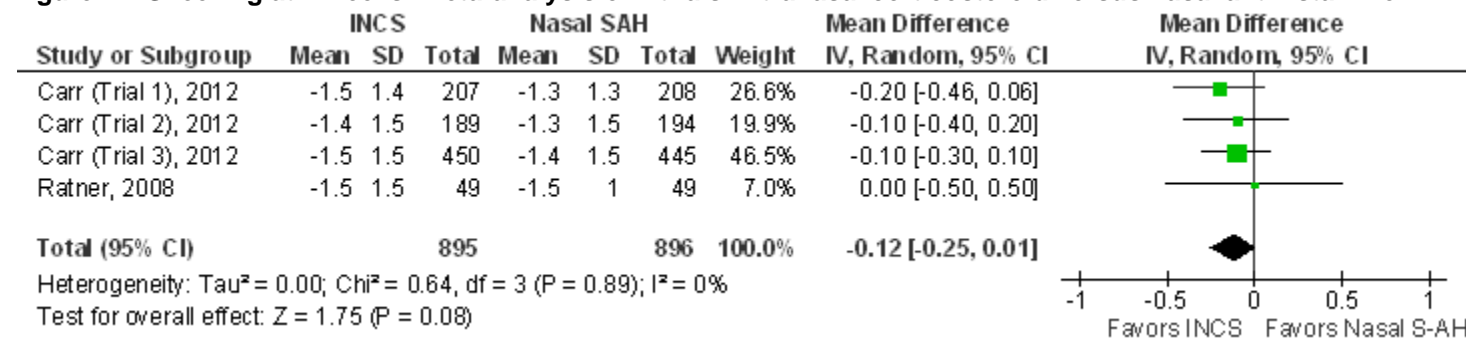 INCS Nasal SAH Mean Difference Mean Difference
Study or Subgroup Mean SD Total Mean SD Total Weight IV, Random, 95% CI IV, Random, 95% CI
Carr (Trial 1), 2012 -1.5 1.4 207 -1.3 1.3 208 26.6% -0.20 [-0.46, 0.06]
Carr (Trial 2), 2012 -1.4 1.5 189 -1.3 1.5 194 19.9% -0.10 [-0.40, 0.20]
Carr (Trial 3), 2012 -1.5 1.5 450 -1.4 1.5 445 46.5% -0.10 [-0.30, 0.10]
Ratner, 2008 -1.5 1.5 49 -1.5 1 49 7.0% 0.00 [-0.50, 0.50]
Total (95% CI) 895 896 100.0% -0.12 [-0.25, 0.01]
Heterogeneity: Tau² = 0.00; Chi² = 0.64, df = 3 (P = 0.89); I² = 0%
Test for overall effect: Z = 1.75 (P = 0.08)
-1 -0.5 0 0.5 1
Favors INCS Favors Nasal S-AH